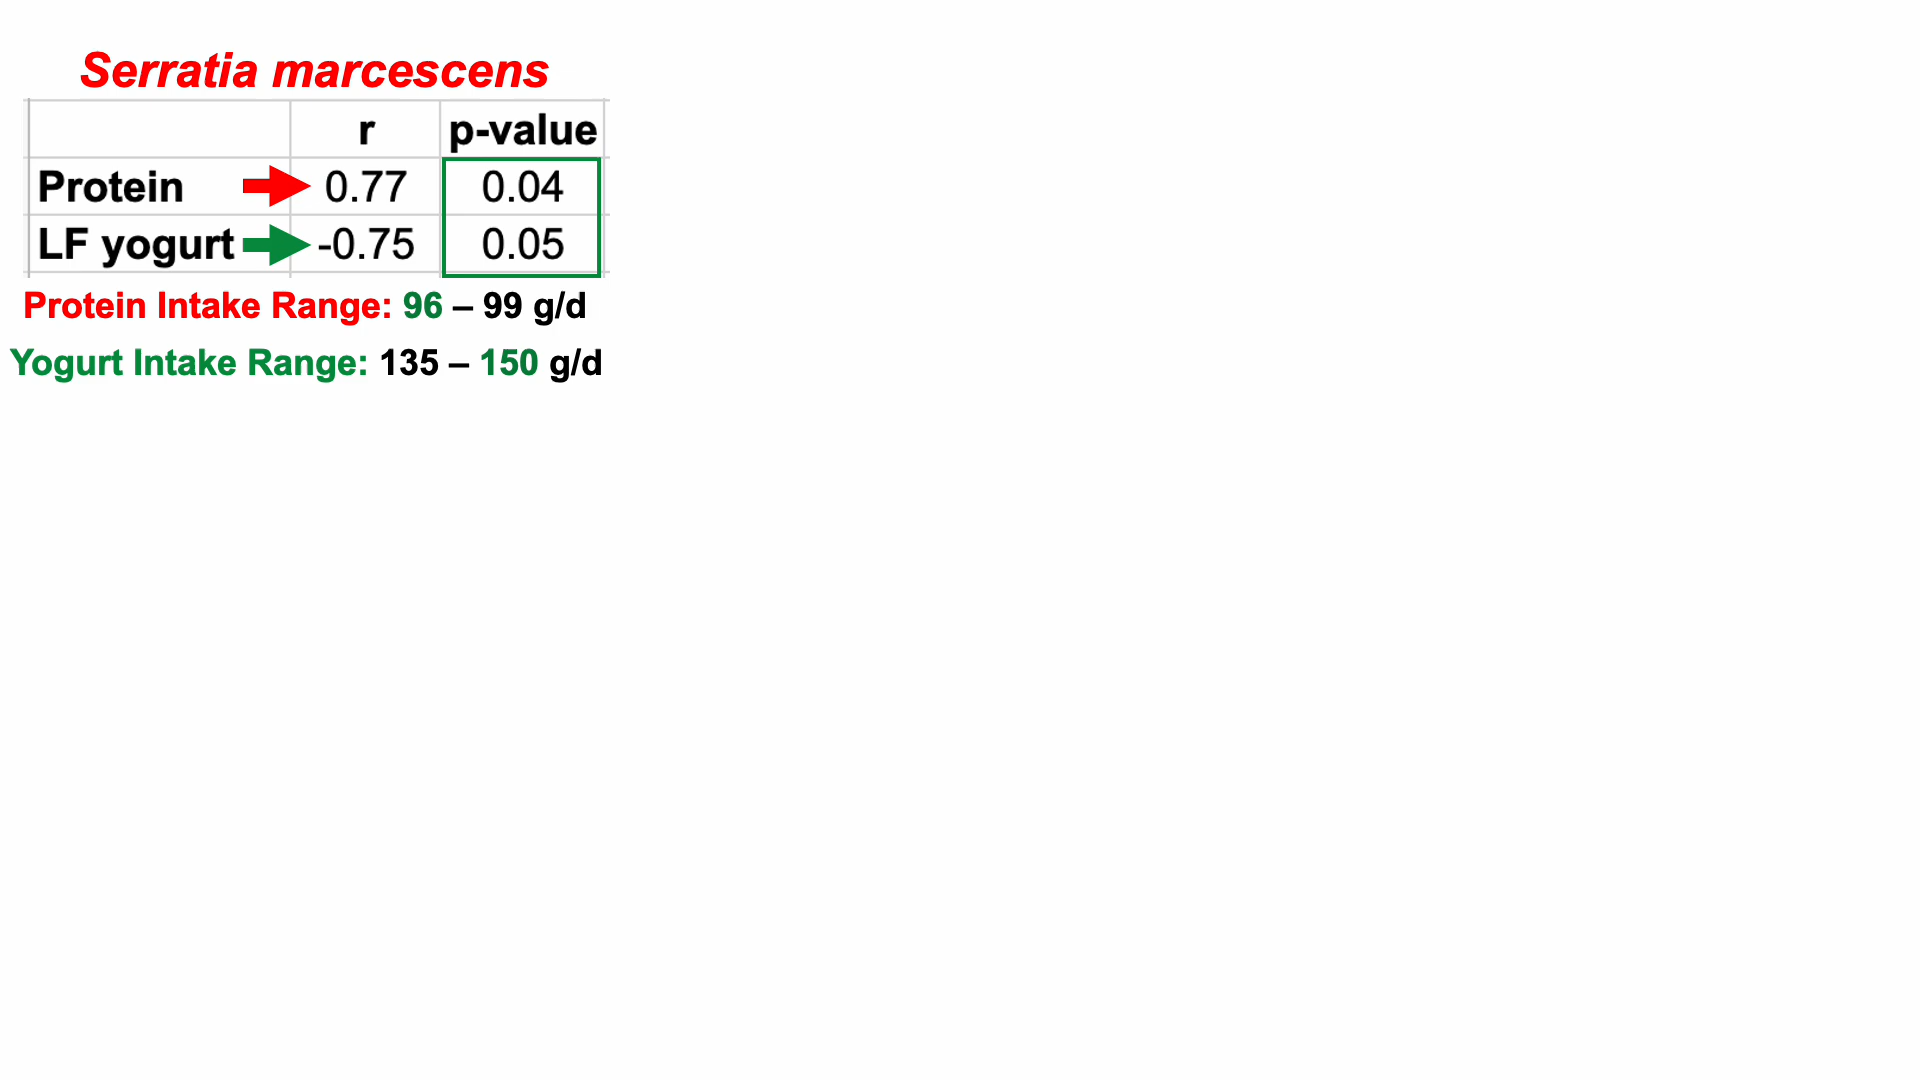 Serratia marcescens
r p-value
Protein 0.77 0.04
LF yogurt -0.75 0.05
Protein Intake Range: 96 – 99 g/d
Yogurt Intake Range: 135 – 150 g/d